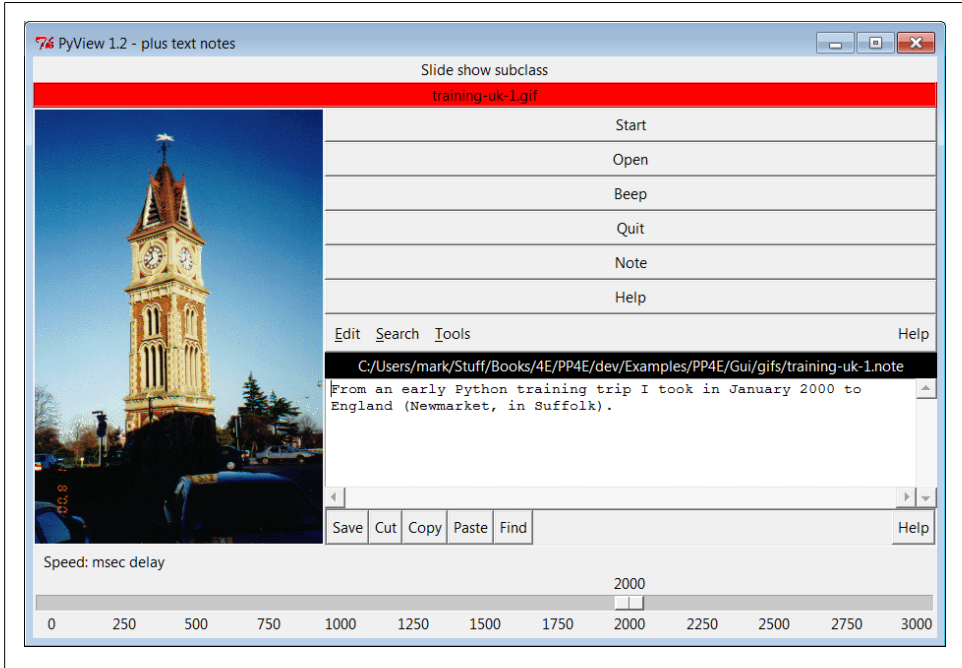 PyView 1.2 - plus text notes
Slide show subclass
training-uk-1.gif
Start
Open
Beep
Quit
Note
Help
Edit Search Tools Help
C:/Users/mark/Stuff/Books/4E/PP4E/dev/Examples/PP4E/Gui/gifs/training-uk-1.note
From an early Python training trip I took in January 2000 to
England (Newmarket, in Suffolk).
Save Cut Copy Paste Find Help
Speed: msec delay
2000
0 250 500 750 1000 1250 1500 1750 2000 2250 2500 2750 3000